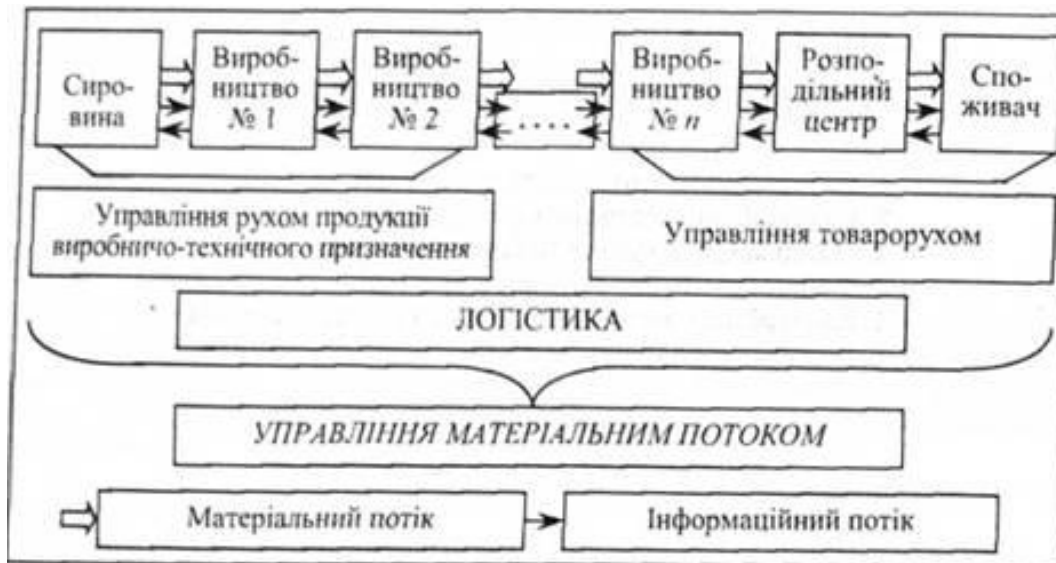 Сиро-
вина
Вироб-
ництво
№ 1
Вироб-
ництво
№ 2
....
Вироб-
ництво
№ n
Розпо-
дільний
центр
Спо-
живач
Управління рухом продукції
виробничо-технічного призначення
Управління товарорухом
ЛОГІСТИКА
УПРАВЛІННЯ МАТЕРІАЛЬНИМ ПОТОКОМ
Матеріальний потік
Інформаційний потік